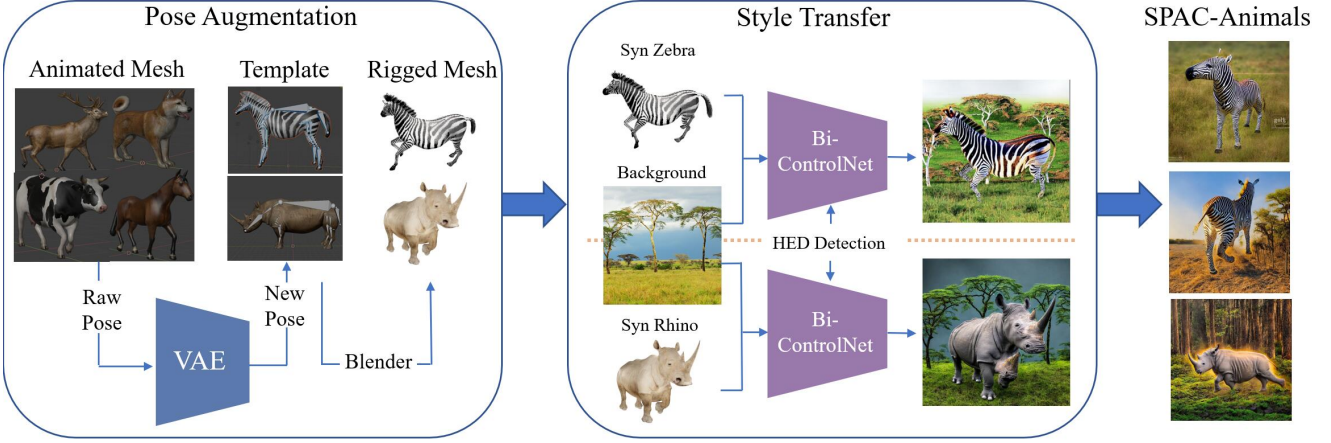 Pose Augmentation
Animated Mesh
Template
Rigged Mesh
Raw
Pose
VAE
New
Pose
Blender
Style Transfer
Syn Zebra
Background
Syn Rhino
Bi-
ControlNet
HED Detection
Bi-
ControlNet
SPAC-Animals